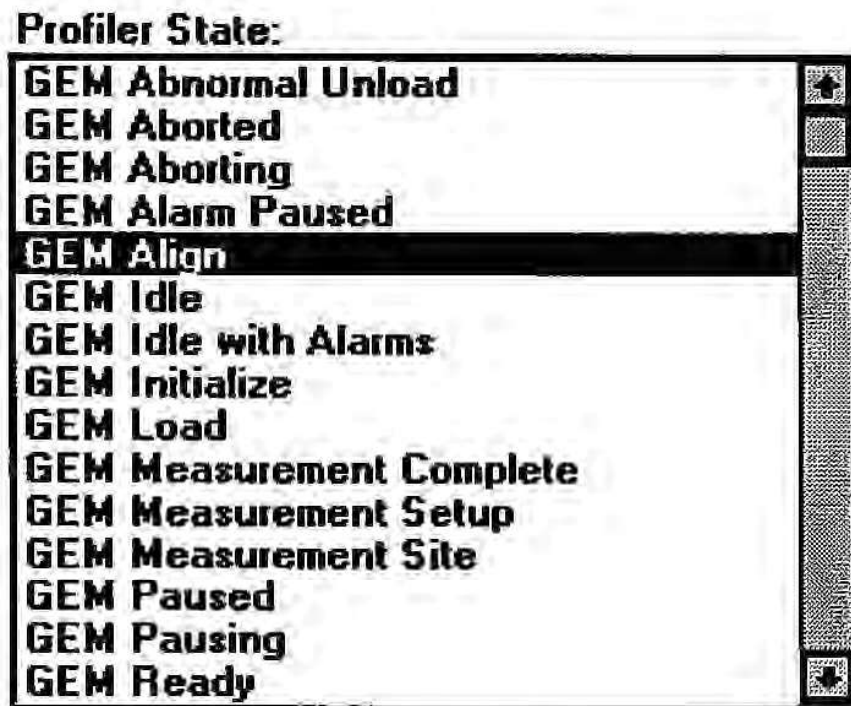 Profiler State:
GEM Abnormal Unload
GEM Aborted
GEM Aborting
GEM Alarm Paused
GEM Align
GEM Idle
GEM Idle with Alarms
GEM Initialize
GEM Load
GEM Measurement Complete
GEM Measurement Setup
GEM Measurement Site
GEM Paused
GEM Pausing
GEM Ready